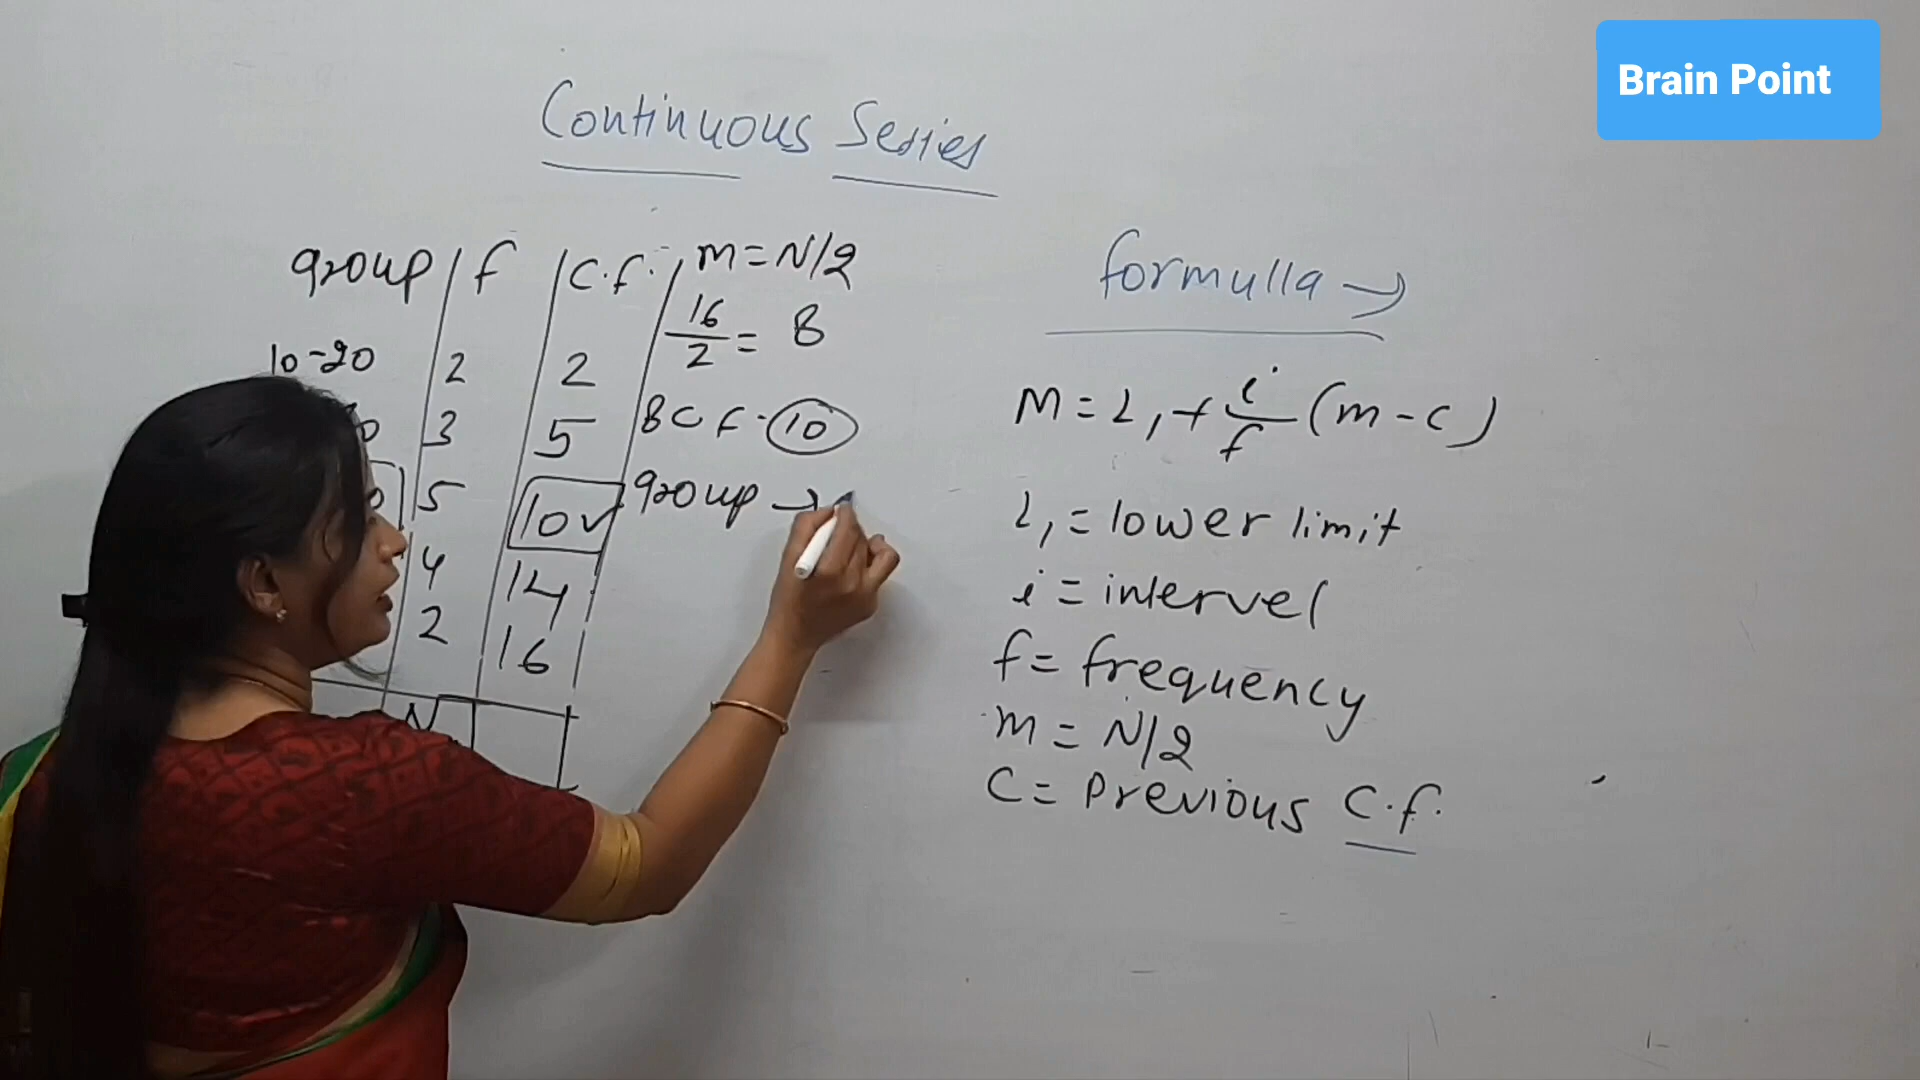 Brain Point
Continuous Series
group f C.f. m=N/2
16/2 = 8
10-20 2 2
3 5 8 C F - 10
5 10 group →
4 14
2 16
N
formulla →
M = L₁ + i/f (m - c)
L₁ = lower limit
i = intervel
f = frequency
m = N/2
C = Previous C.f.